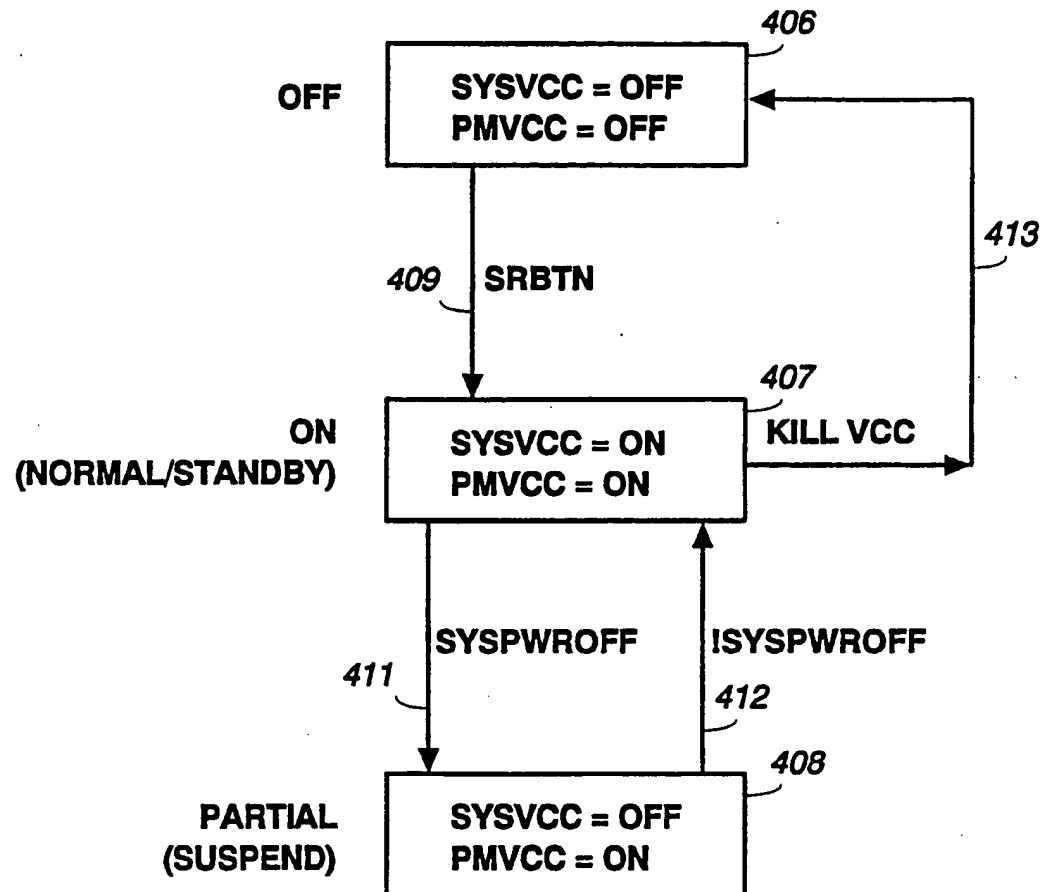 406
OFF
SYSVCC = OFF
PMVCC = OFF
413
409
SRBTN
407
ON
(NORMAL/STANDBY)
SYSVCC = ON
PMVCC = ON
KILL VCC
SYSPWROFF
!SYSPWROFF
411
412
408
PARTIAL
(SUSPEND)
SYSVCC = OFF
PMVCC = ON